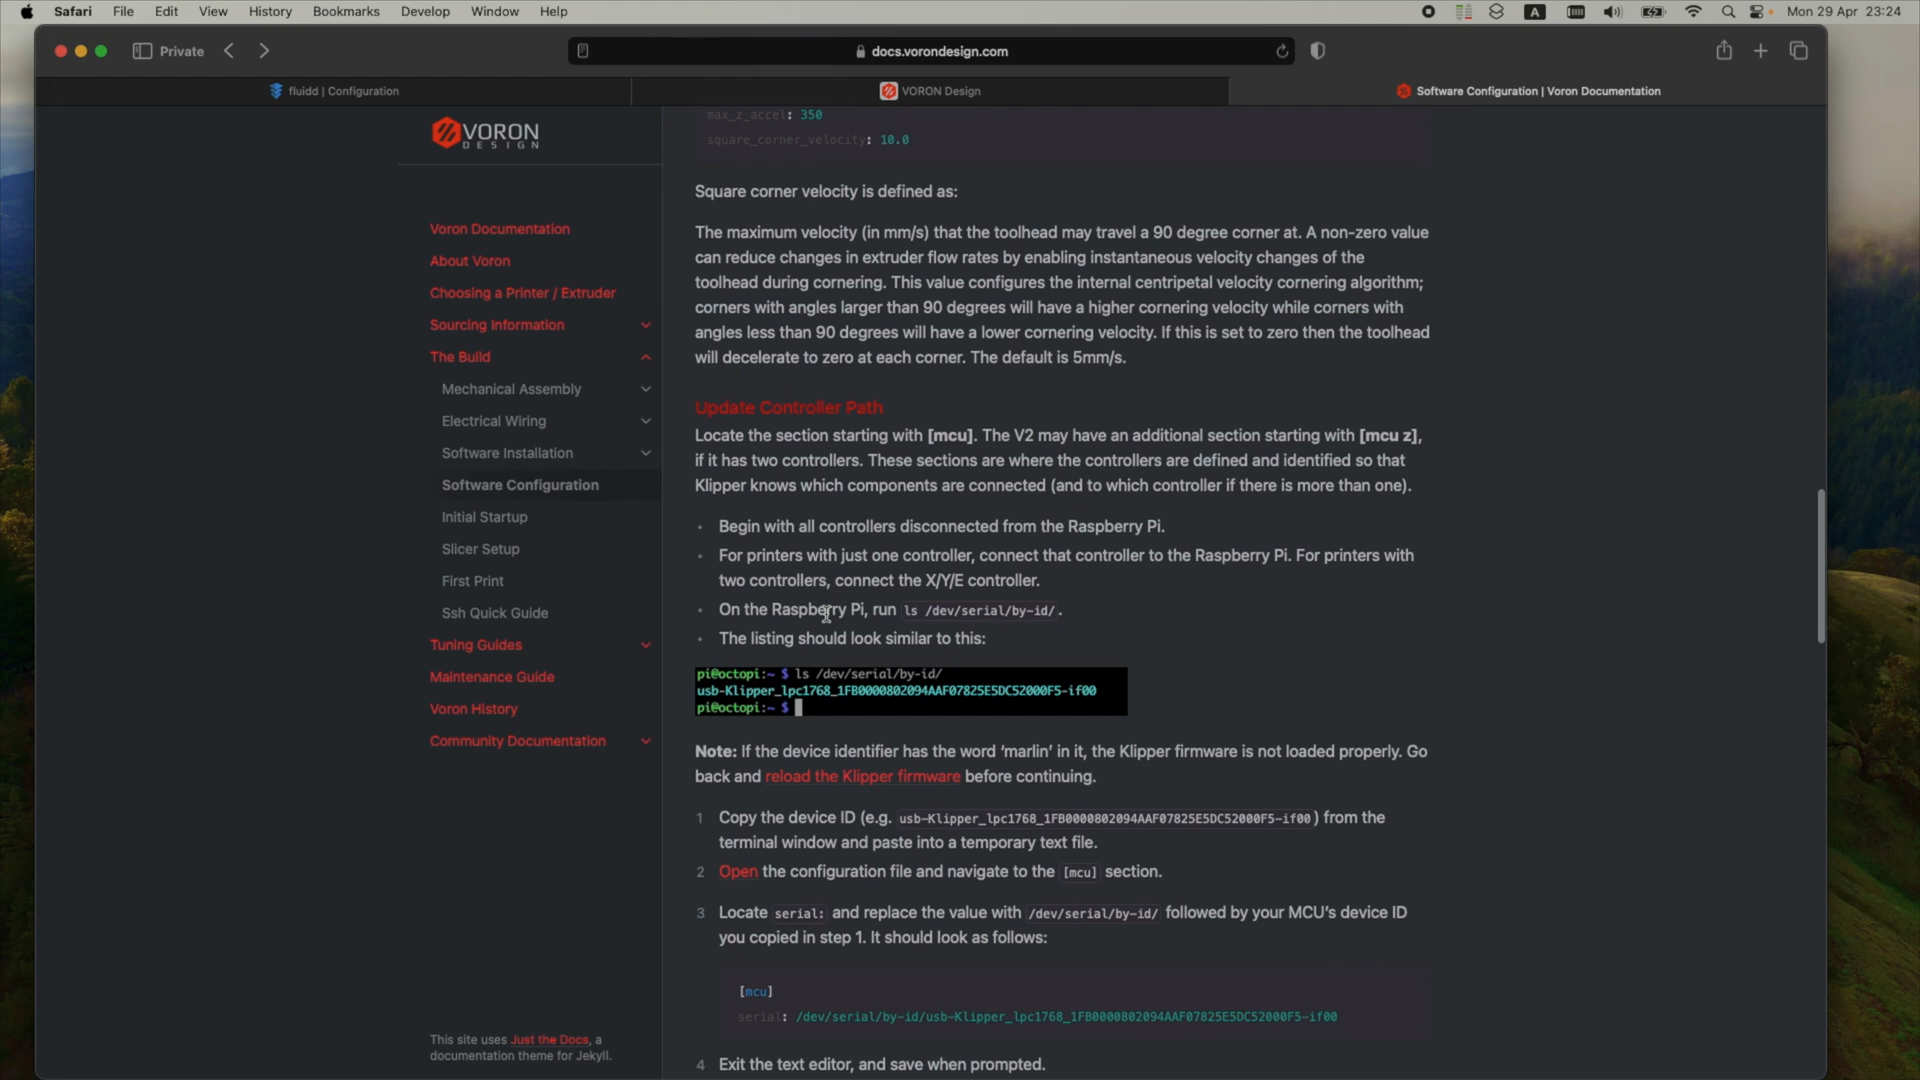 Safari File Edit View History Bookmarks Develop Window Help A Mon 29 Apr 23:24
Private docs.vorondesign.com
fluidd | Configuration VORON Design Software Configuration | Voron Documentation
VORON
DESIGN
Voron Documentation
About Voron
Choosing a Printer / Extruder
Sourcing Information
The Build
Mechanical Assembly
Electrical Wiring
Software Installation
Software Configuration
Initial Startup
Slicer Setup
First Print
Ssh Quick Guide
Tuning Guides
Maintenance Guide
Voron History
Community Documentation
This site uses Just the Docs, a
documentation theme for Jekyll.
max_z_accel: 350
square_corner_velocity: 10.0
Square corner velocity is defined as:
The maximum velocity (in mm/s) that the toolhead may travel a 90 degree corner at. A non-zero value
can reduce changes in extruder flow rates by enabling instantaneous velocity changes of the
toolhead during cornering. This value configures the internal centripetal velocity cornering algorithm;
corners with angles larger than 90 degrees will have a higher cornering velocity while corners with
angles less than 90 degrees will have a lower cornering velocity. If this is set to zero then the toolhead
will decelerate to zero at each corner. The default is 5mm/s.
Update Controller Path
Locate the section starting with [mcu]. The V2 may have an additional section starting with [mcu z],
if it has two controllers. These sections are where the controllers are defined and identified so that
Klipper knows which components are connected (and to which controller if there is more than one).
• Begin with all controllers disconnected from the Raspberry Pi.
• For printers with just one controller, connect that controller to the Raspberry Pi. For printers with
two controllers, connect the X/Y/E controller.
• On the Raspberry Pi, run ls /dev/serial/by-id/.
• The listing should look similar to this:
pi@octopi:~ $ ls /dev/serial/by-id/
usb-Klipper_lpc1768_1FB0000802094AAF07825E5DC52000F5-if00
pi@octopi:~ $
Note: If the device identifier has the word ‘marlin’ in it, the Klipper firmware is not loaded properly. Go
back and reload the Klipper firmware before continuing.
1 Copy the device ID (e.g. usb-Klipper_lpc1768_1FB0000802094AAF07825E5DC52000F5-if00) from the
terminal window and paste into a temporary text file.
2 Open the configuration file and navigate to the [mcu] section.
3 Locate serial: and replace the value with /dev/serial/by-id/ followed by your MCU’s device ID
you copied in step 1. It should look as follows:
[mcu]
serial: /dev/serial/by-id/usb-Klipper_lpc1768_1FB0000802094AAF07825E5DC52000F5-if00
4 Exit the text editor, and save when prompted.